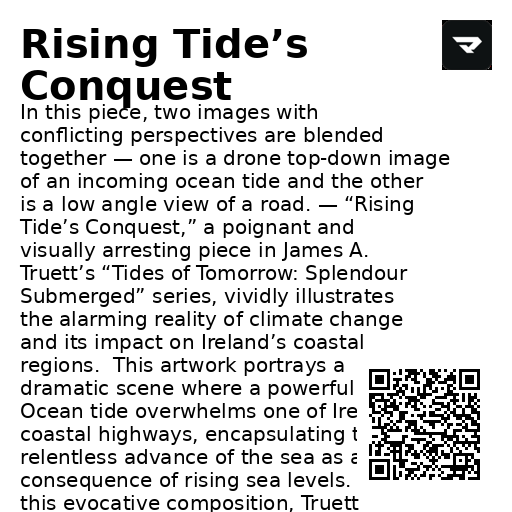 Rising Tide’s
Conquest
In this piece, two images with
conflicting perspectives are blended
together — one is a drone top-down image
of an incoming ocean tide and the other
is a low angle view of a road. — “Rising
Tide’s Conquest,” a poignant and
visually arresting piece in James A.
Truett’s “Tides of Tomorrow: Splendour
Submerged” series, vividly illustrates
the alarming reality of climate change
and its impact on Ireland’s coastal
regions.  This artwork portrays a
dramatic scene where a powerful
Ocean tide overwhelms one of Ire
coastal highways, encapsulating
relentless advance of the sea as
consequence of rising sea levels.
this evocative composition, Truett